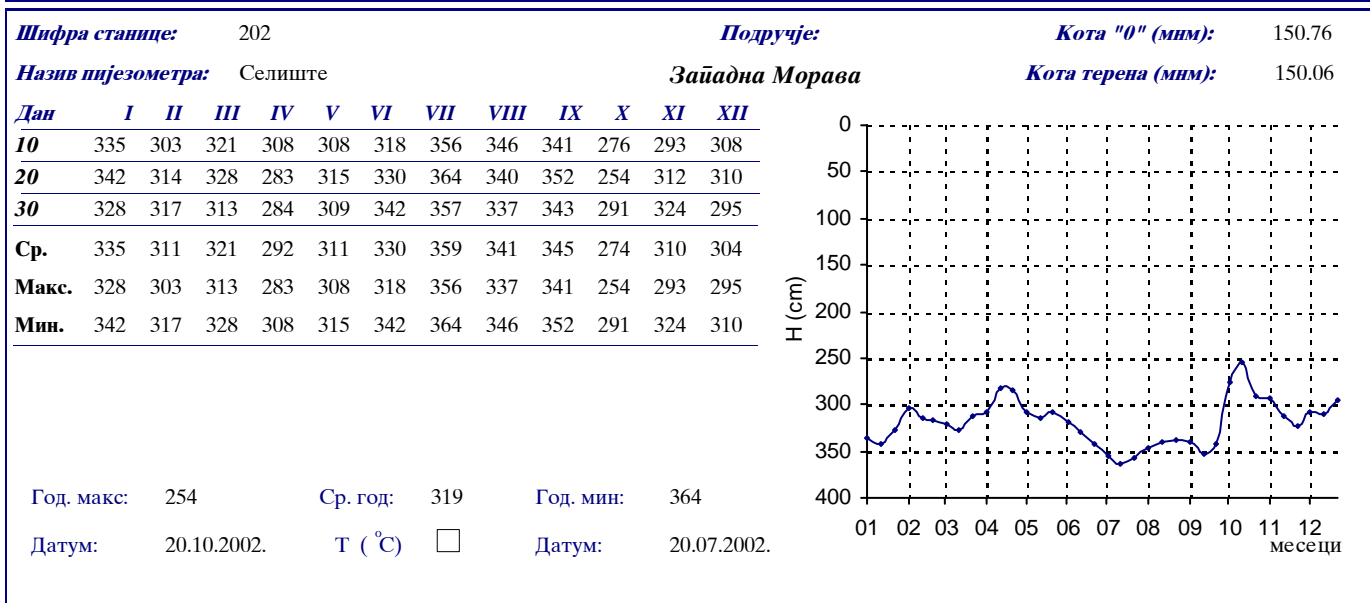 Шифра станице: 202 Подручје: Кота "0" (мнм): 150.76
Назив пијезометра: Селиште Западна Морава Кота терена (мнм): 150.06
Дан I II III IV V VI VII VIII IX X XI XII
10 335 303 321 308 308 318 356 346 341 276 293 308
20 342 314 328 283 315 330 364 340 352 254 312 310
30 328 317 313 284 309 342 357 337 343 291 324 295
Ср. 335 311 321 292 311 330 359 341 345 274 310 304
Макс. 328 303 313 283 308 318 356 337 341 254 293 295
Мин. 342 317 328 308 315 342 364 346 352 291 324 310
Год. макс: 254 Ср. год: 319 Год. мин: 364
Датум: 20.10.2002. Т ( °C) Датум: 20.07.2002.
0
50
100
150
200
250
300
350
400
H (cm)
01 02 03 04 05 06 07 08 09 10 11 12
месеци